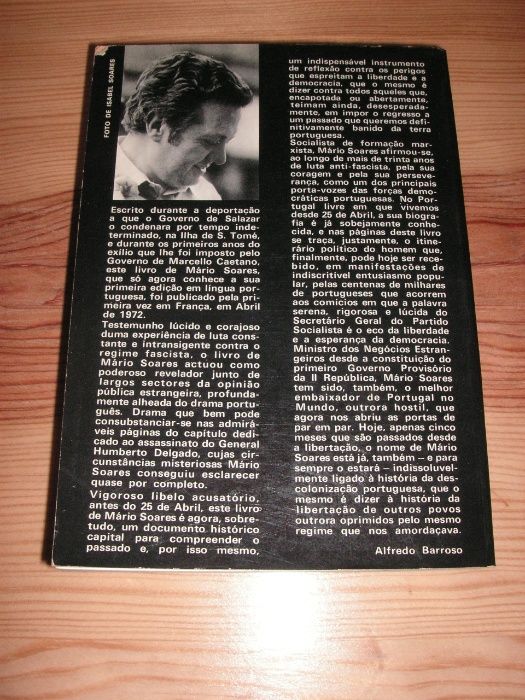 FOTO DE ISABEL SOARES
Escrito durante a deportação
a que o Governo de Salazar
o condenara por tempo inde-
terminado, na Ilha de S. Tomé,
e durante os primeiros anos do
exílio que lhe foi imposto pelo
Governo de Marcello Caetano,
este livro de Mário Soares,
que só agora conhece a sua
primeira edição em língua por-
tuguesa, foi publicado pela pri-
meira vez em França, em Abril
de 1972.
Testemunho lúcido e corajoso
duma experiência de luta cons-
tante e intransigente contra o
regime fascista, o livro de
Mário Soares actuou como
poderoso revelador junto de
largos sectores da opinião
pública estrangeira, profunda-
mente alheada do drama portu-
guês. Drama que bem pode
consubstanciar-se nas admirá-
veis páginas do capítulo dedi-
cado ao assassinato do General
Humberto Delgado, cujas cir-
cunstâncias misteriosas Mário
Soares conseguiu esclarecer
quase por completo.
Vigoroso libelo acusatório,
antes do 25 de Abril, este livro
de Mário Soares é agora, sobre-
tudo, um documento histórico
capital para compreender o
passado e, por isso mesmo,
um indispensável instrumento
de reflexão contra os perigos
que espreitam a liberdade e a
democracia, que o mesmo é
dizer contra todos aqueles que,
encapotada ou abertamente,
teimam ainda, desesperada-
mente, em impor o regresso a
um passado que queremos defi-
nitivamente banido da terra
portuguesa.
Socialista de formação mar-
xista, Mário Soares afirmou-se,
ao longo de mais de trinta anos
de luta anti-fascista, pela sua
coragem e pela sua perseve-
rança, como um dos principais
porta-vozes das forças demo-
cráticas portuguesas. No Por-
tugal livre em que vivemos
desde 25 de Abril, a sua biogra-
fia é já sobejamente conhe-
cida, e nas páginas deste livro
se traça, justamente, o itine-
rário político do homem que,
finalmente, pode hoje ser rece-
bido, em manifestações de
indiscritível entusiasmo popu-
lar, pelas centenas de milhares
de portugueses que acorrem
aos comícios em que a palavra
serena, rigorosa e lúcida do
Secretário Geral do Partido
Socialista é o eco da liberdade
e a esperança da democracia.
Ministro dos Negócios Estran-
geiros desde a constituição do
primeiro Governo Provisório
da II República, Mário Soares
tem sido, também, o melhor
embaixador de Portugal no
Mundo, outrora hostil, que
agora nos abriu as portas de
par em par. Hoje, apenas cinco
meses que são passados desde
a libertação, o nome de Mário
Soares está já, também — e para
sempre o estará — indissoluvel-
mente ligado à história da des-
colonização portuguesa, que o
mesmo é dizer à história da
libertação de outros povos
outrora oprimidos pelo mesmo
regime que nos amordaçava.
Alfredo Barroso